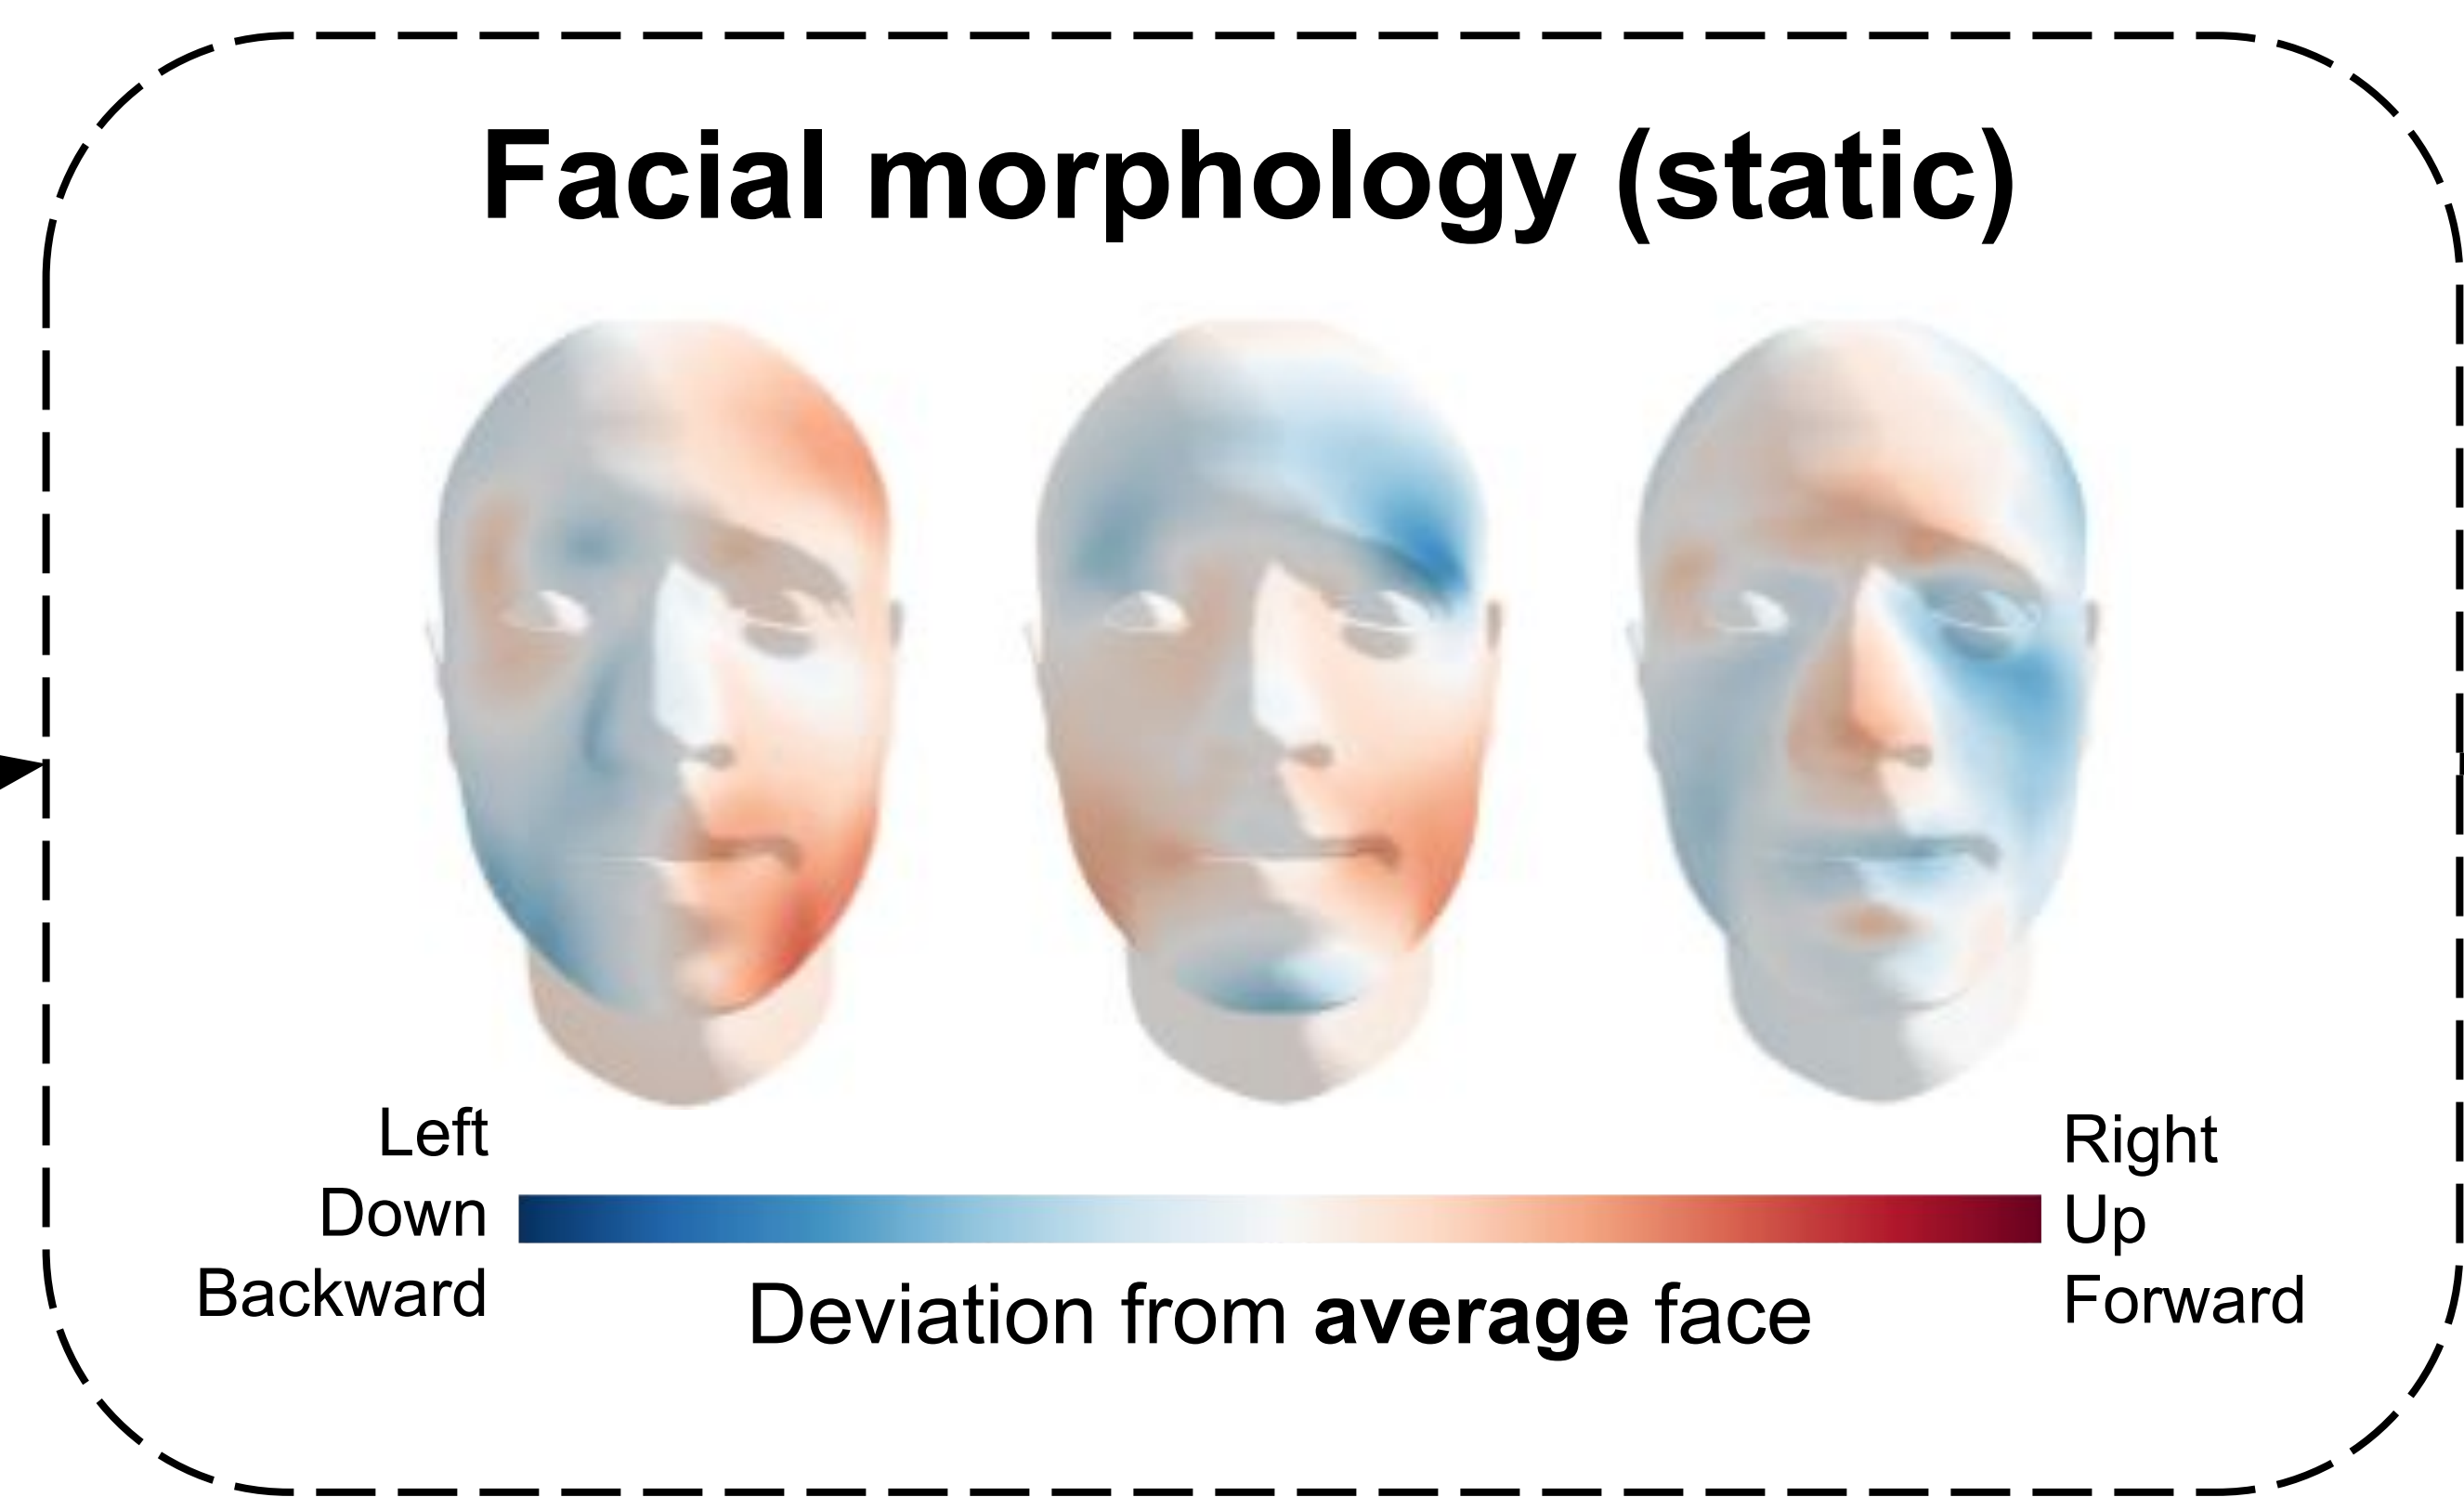 Facial morphology (static)
Left
Right
Down
Up
Backward
Forward
Deviation from average face